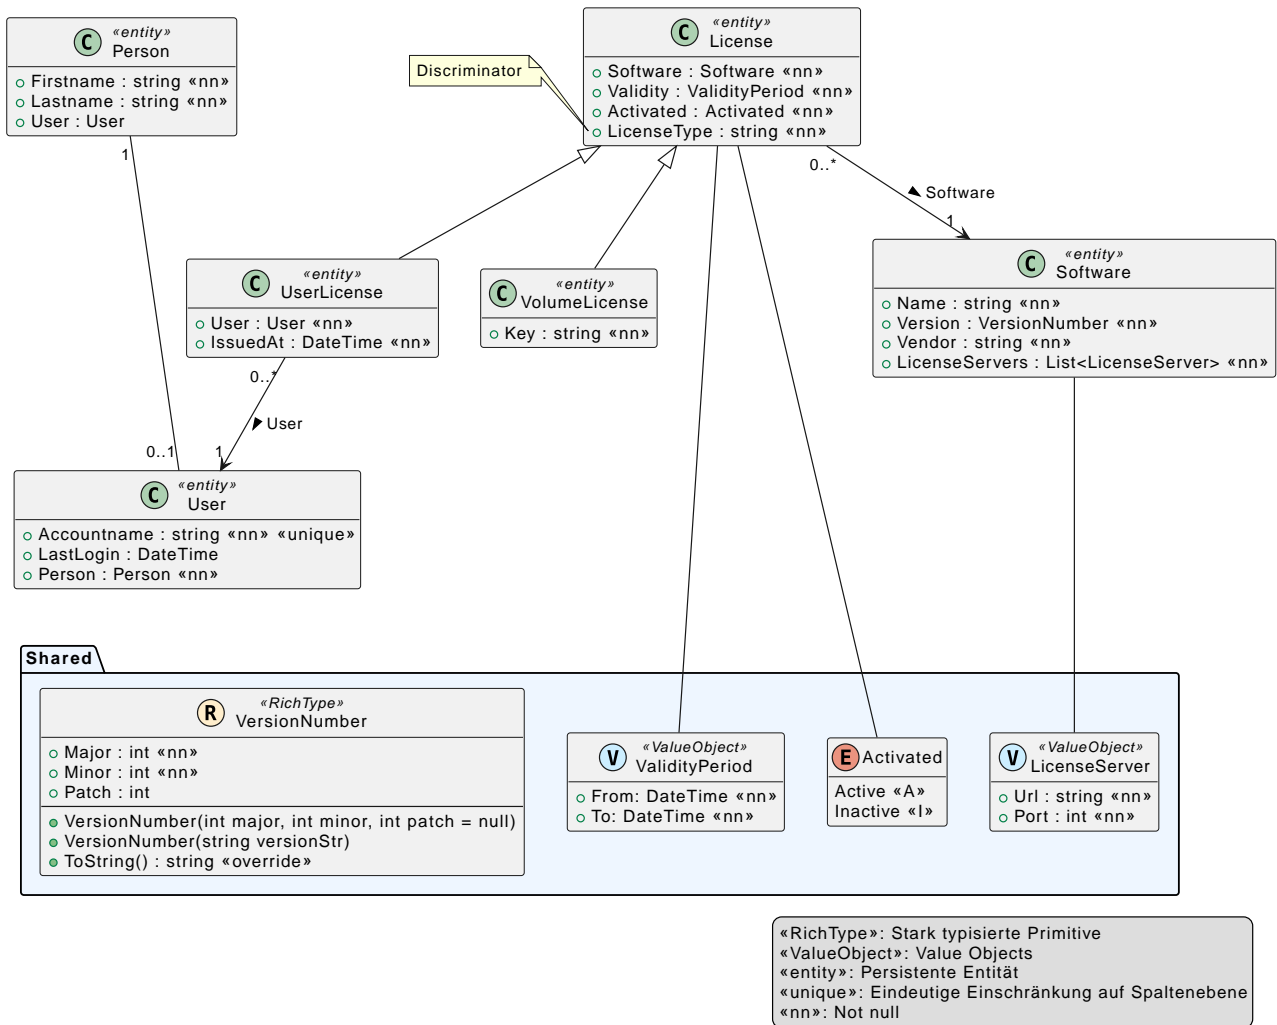 «entity»
Person
Firstname : string «nn»
Lastname : string «nn»
User : User
Discriminator
«entity»
License
Software : Software «nn»
Validity : ValidityPeriod «nn»
Activated : Activated «nn»
LicenseType : string «nn»
1
0..*
Software
1
«entity»
UserLicense
User : User «nn»
IssuedAt : DateTime «nn»
«entity»
VolumeLicense
Key : string «nn»
«entity»
Software
Name : string «nn»
Version : VersionNumber «nn»
Vendor : string «nn»
LicenseServers : List<LicenseServer> «nn»
0..*
User
0..1
1
«entity»
User
Accountname : string «nn» «unique»
LastLogin : DateTime
Person : Person «nn»
Shared
«RichType»
VersionNumber
Major : int «nn»
Minor : int «nn»
Patch : int
VersionNumber(int major, int minor, int patch = null)
VersionNumber(string versionStr)
ToString() : string «override»
«ValueObject»
ValidityPeriod
From: DateTime «nn»
To: DateTime «nn»
Activated
Active «A»
Inactive «I»
«ValueObject»
LicenseServer
Url : string «nn»
Port : int «nn»
«RichType»: Stark typisierte Primitive
«ValueObject»: Value Objects
«entity»: Persistente Entität
«unique»: Eindeutige Einschränkung auf Spaltenebene
«nn»: Not null